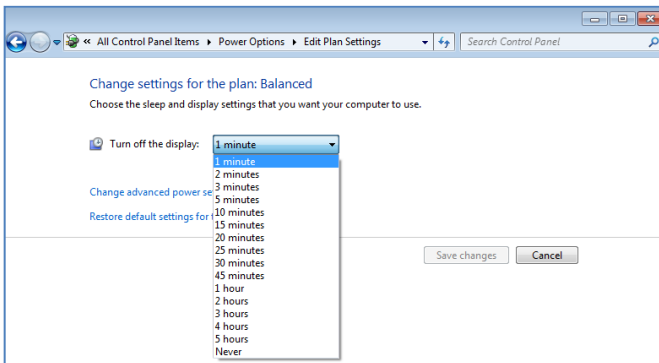 « All Control Panel Items ▸ Power Options ▸ Edit Plan Settings
Search Control Panel
Change settings for the plan: Balanced
Choose the sleep and display settings that you want your computer to use.
Turn off the display: 1 minute
1 minute
2 minutes
3 minutes
5 minutes
10 minutes
15 minutes
20 minutes
25 minutes
30 minutes
45 minutes
1 hour
2 hours
3 hours
4 hours
5 hours
Never
Change advanced power se
Restore default settings for
Save changes
Cancel